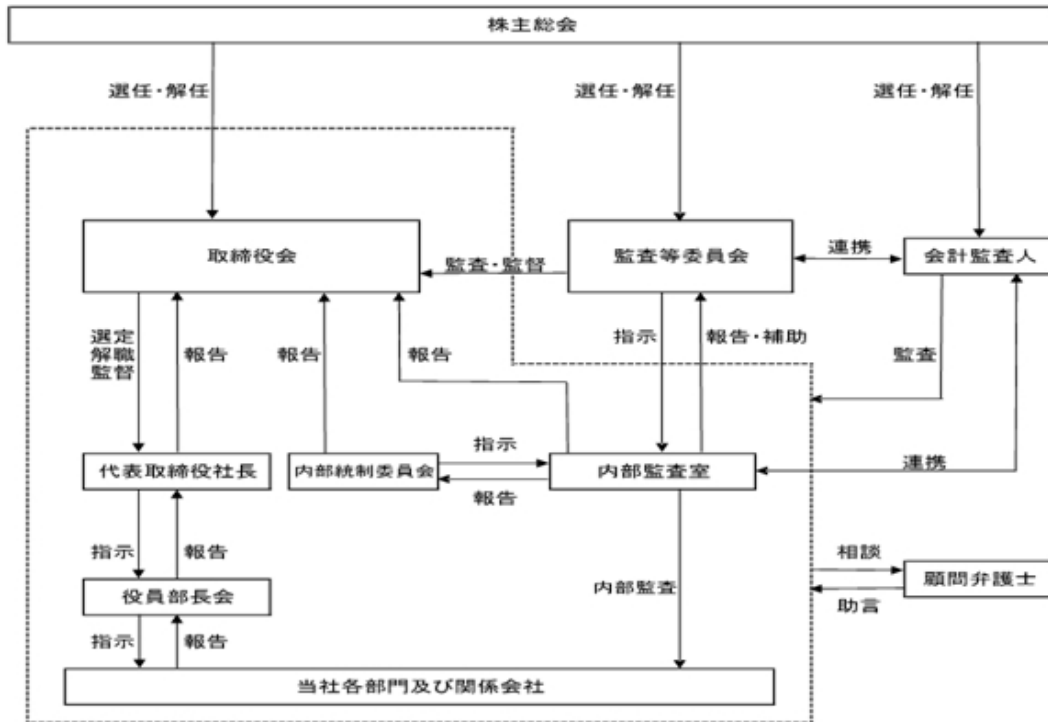 株主総会
選任・解任
選任・解任
選任・解任
取締役会
監査・監督
監査等委員会
連携
会計監査人
選定
解職
監督
報告
報告
報告
指示
報告・補助
監査
代表取締役社長
内部統制委員会
指示
報告
内部監査室
連携
指示
報告
役員部長会
内部監査
相談
助言
顧問弁護士
指示
報告
当社各部門及び関係会社